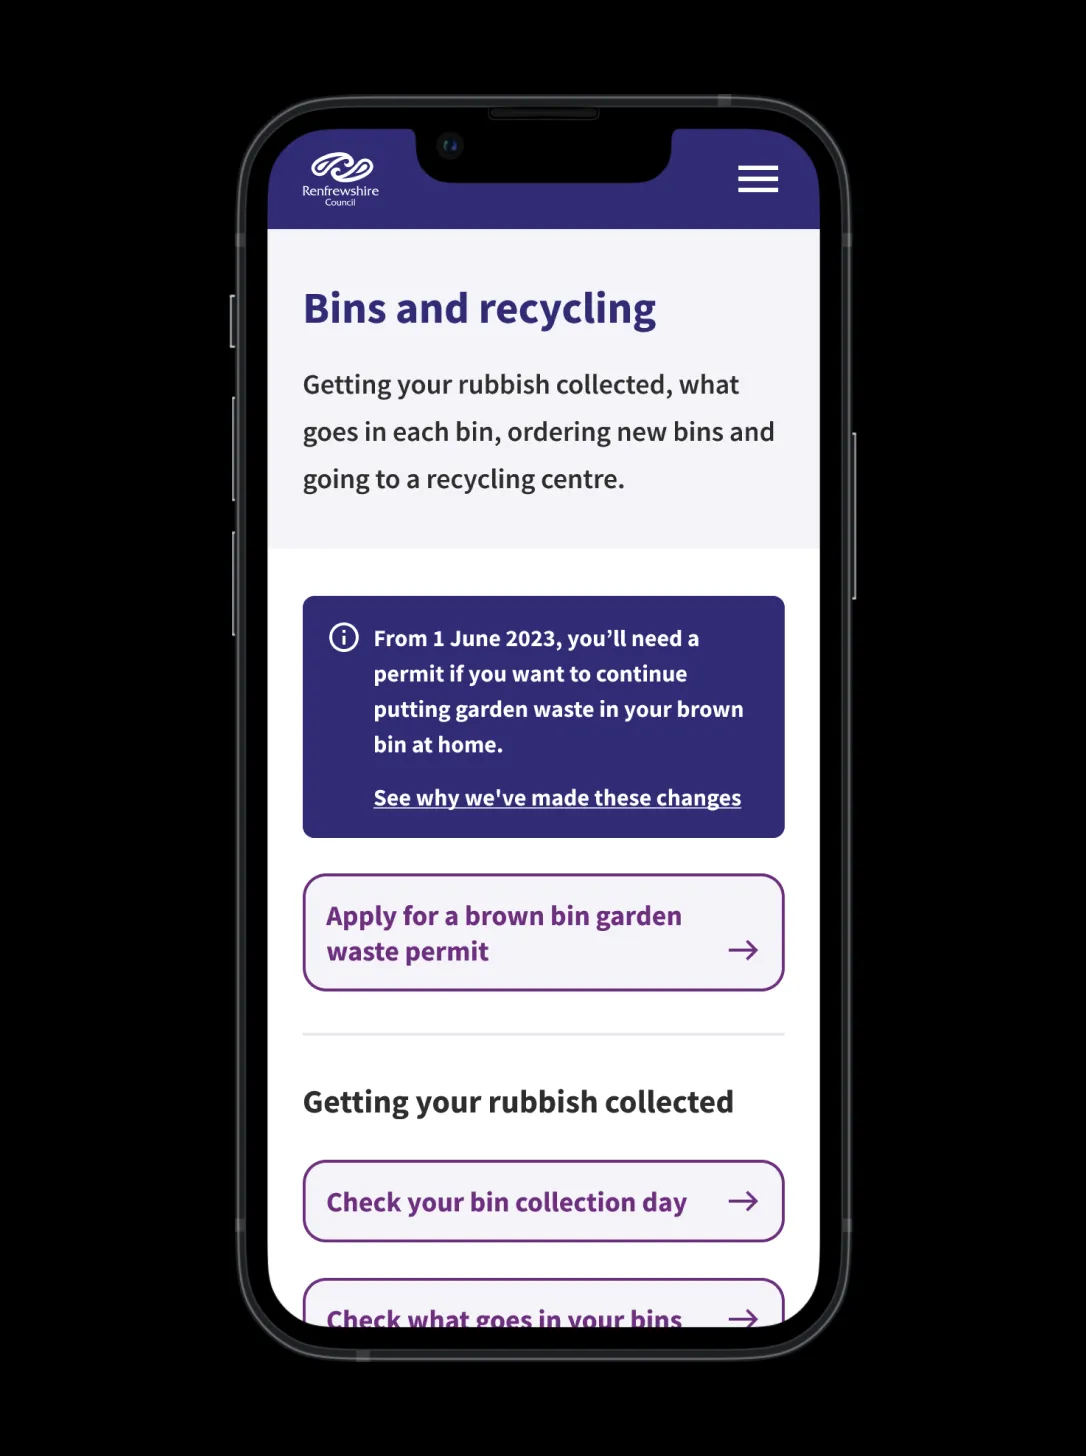 Renfrewshire
Council
Bins and recycling
Getting your rubbish collected, what
goes in each bin, ordering new bins and
going to a recycling centre.
From 1 June 2023, you’ll need a
permit if you want to continue
putting garden waste in your brown
bin at home.
See why we've made these changes
Apply for a brown bin garden
waste permit
Getting your rubbish collected
Check your bin collection day
Check what goes in your bins